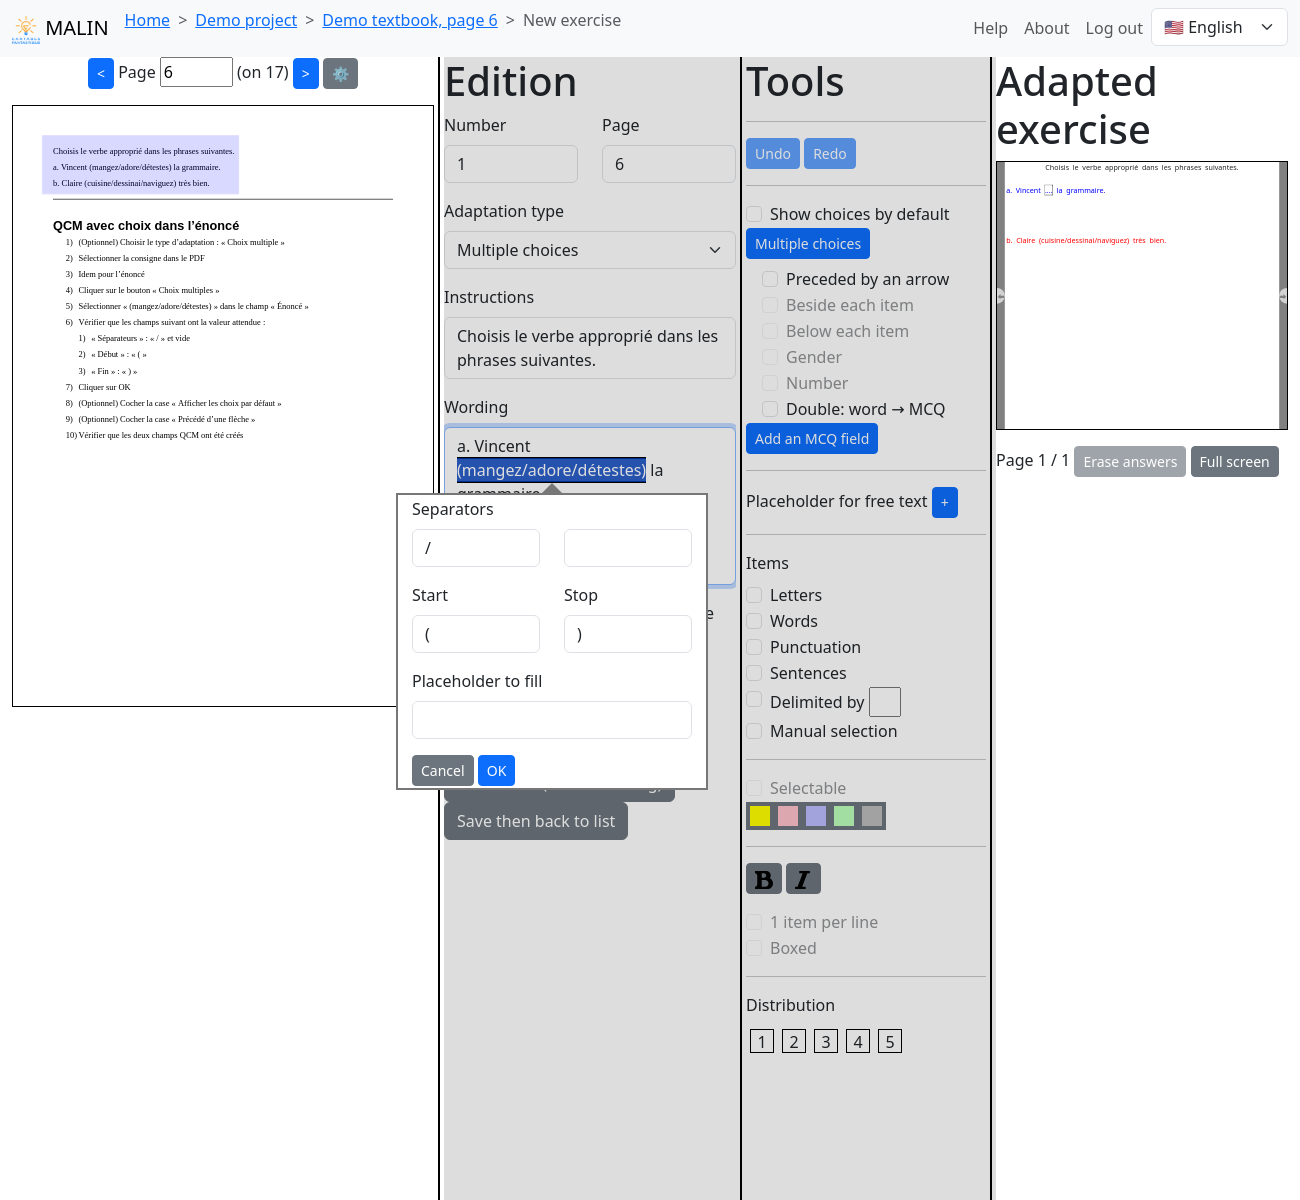 MALIN
Home > Demo project > Demo textbook, page 6 > New exercise
Help About Log out 🇺🇸 English
< Page 6 (on 17) > ⚙️
Choisis le verbe approprié dans les phrases suivantes.
a. Vincent (mangez/adore/détestes) la grammaire.
b. Claire (cuisine/dessinai/naviguez) très bien.
QCM avec choix dans l’énoncé
1) (Optionnel) Choisir le type d’adaptation : « Choix multiple »
2) Sélectionner la consigne dans le PDF
3) Idem pour l’énoncé
4) Cliquer sur le bouton « Choix multiples »
5) Sélectionner « (mangez/adore/détestes) » dans le champ « Énoncé »
6) Vérifier que les champs suivant ont la valeur attendue :
1) « Séparateurs » : « / » et vide
2) « Début » : « ( »
3) « Fin » : « ) »
7) Cliquer sur OK
8) (Optionnel) Cocher la case « Afficher les choix par défaut »
9) (Optionnel) Cocher la case « Précédé d’une flèche »
10) Vérifier que les deux champs QCM ont été créés
Edition
Number Page
1 6
Adaptation type
Multiple choices
Instructions
Choisis le verbe approprié dans les
phrases suivantes.
Wording
a. Vincent
(mangez/adore/détestes) la
Separators
/
Start Stop
( )
Placeholder to fill
Cancel OK
Save then back to list
Tools
Undo Redo
Show choices by default
Multiple choices
Preceded by an arrow
Beside each item
Below each item
Gender
Number
Double: word → MCQ
Add an MCQ field
Placeholder for free text +
Items
Letters
Words
Punctuation
Sentences
Delimited by
Manual selection
Selectable
B I
1 item per line
Boxed
Distribution
1 2 3 4 5
Adapted
exercise
Choisis le verbe approprié dans les phrases suivantes.
a. Vincent ... la grammaire.
b. Claire (cuisine/dessinai/naviguez) très bien.
Page 1 / 1 Erase answers Full screen